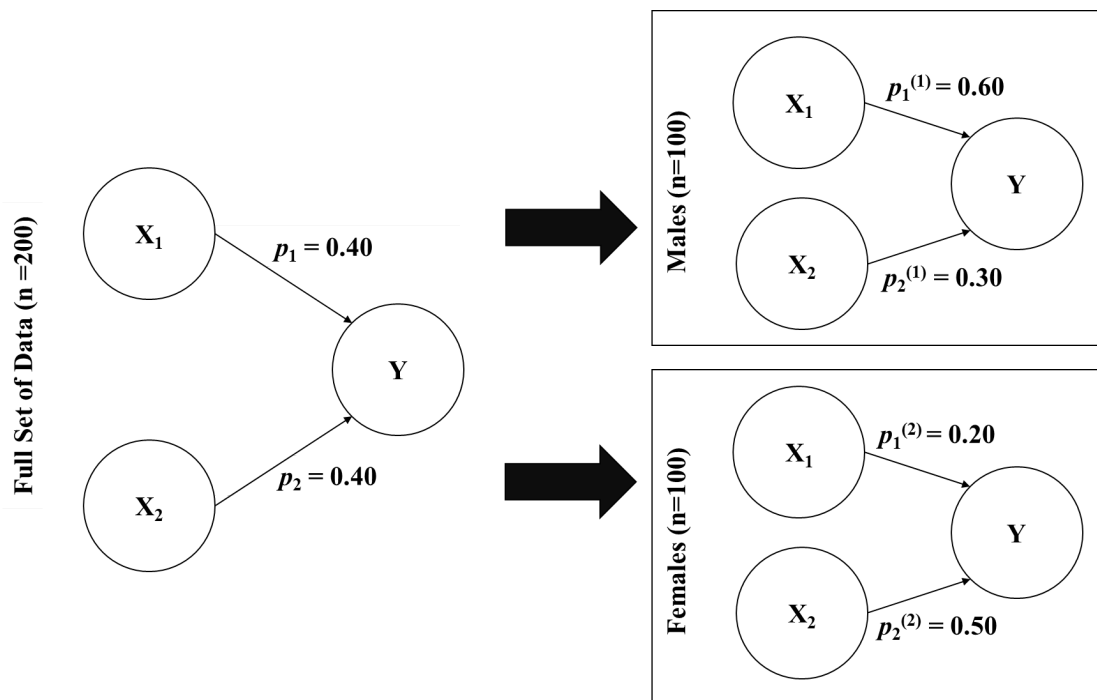 Full Set of Data (n =200)
X₁
p₁ = 0.40
Y
p₂ = 0.40
X₂
Males (n=100)
X₁
p₁⁽¹⁾ = 0.60
Y
X₂
p₂⁽¹⁾ = 0.30
Females (n=100)
X₁
p₁⁽²⁾ = 0.20
Y
X₂
p₂⁽²⁾ = 0.50